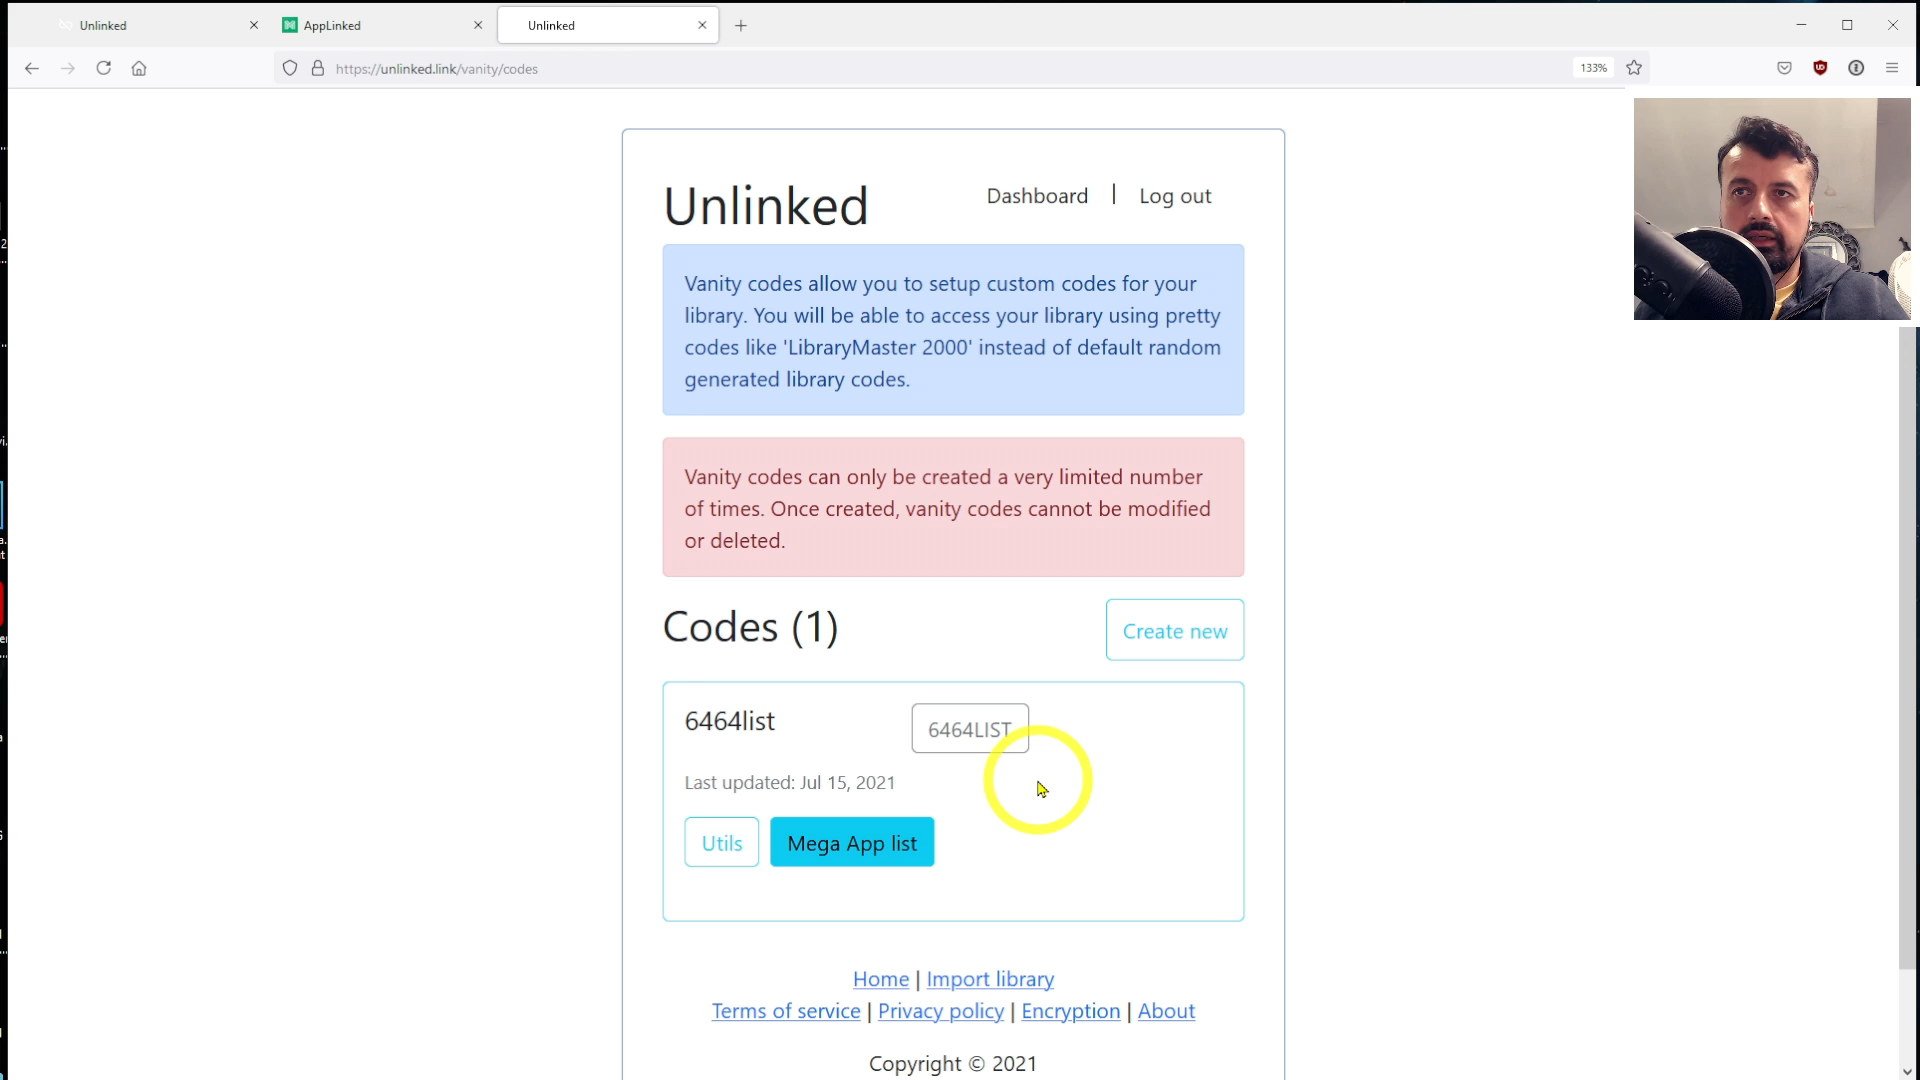 Unlinked
AppLinked
Unlinked
https://unlinked.link/vanity/codes
133%
Unlinked
Dashboard | Log out
Vanity codes allow you to setup custom codes for your
library. You will be able to access your library using pretty
codes like 'LibraryMaster 2000' instead of default random
generated library codes.
Vanity codes can only be created a very limited number
of times. Once created, vanity codes cannot be modified
or deleted.
Codes (1)
Create new
6464list
6464LIST
Last updated: Jul 15, 2021
Utils
Mega App list
Home | Import library
Terms of service | Privacy policy | Encryption | About
Copyright © 2021